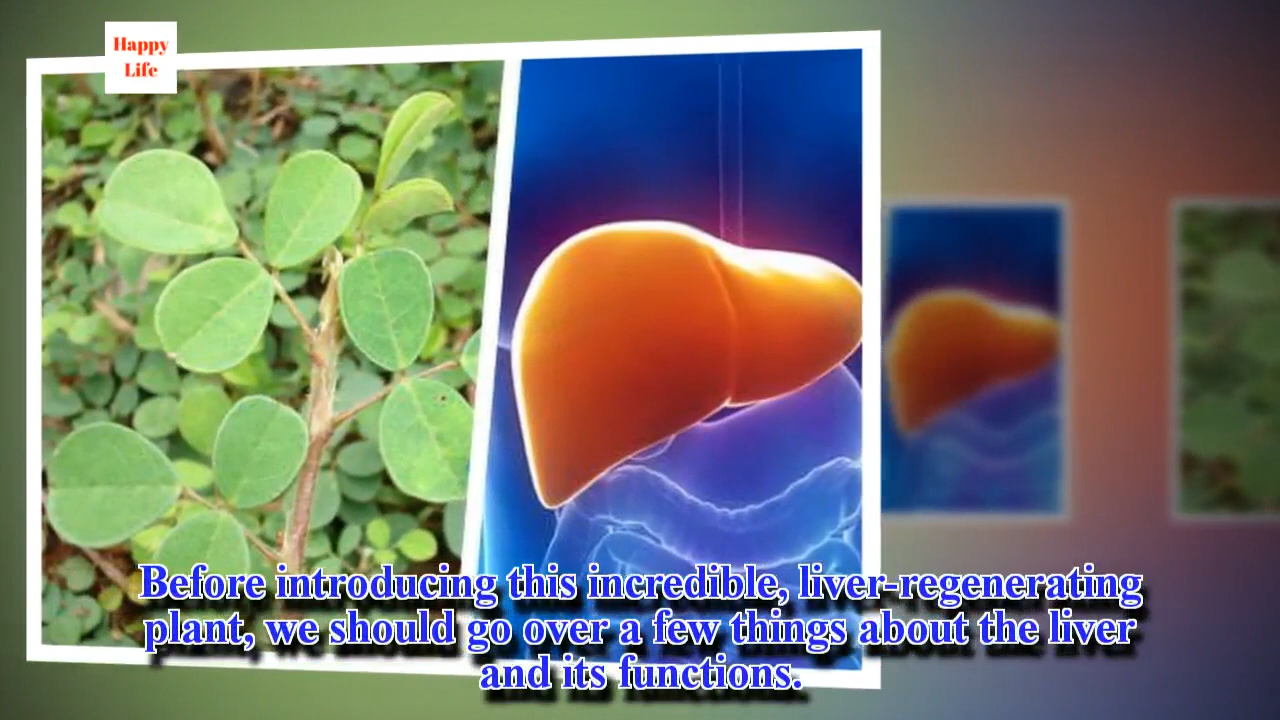 Happy
Life
Before introducing this incredible, liver-regenerating
plant, we should go over a few things about the liver
and its functions.